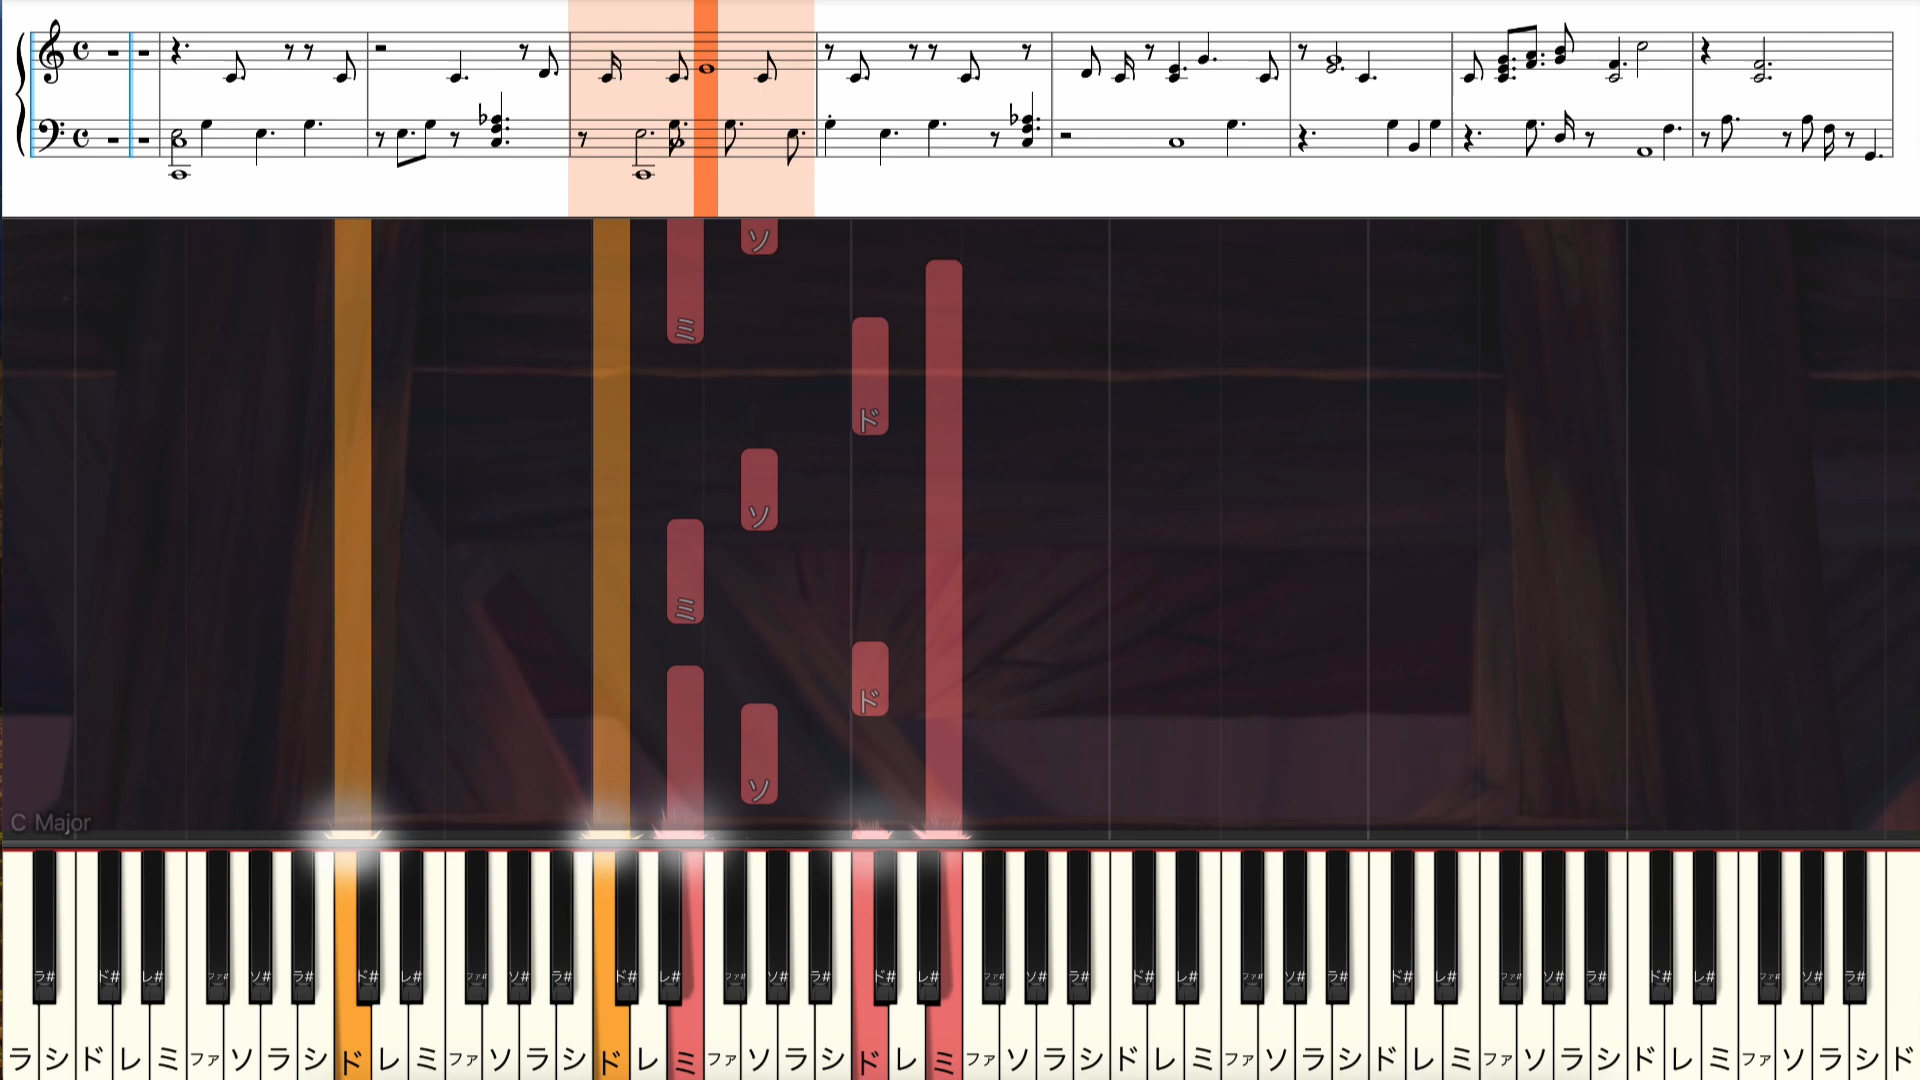 ソ
ミ
ド
ソ
ミ
ド
ソ
C Major
ラ# ド# レ# ファ# ソ# ラ# ド# レ# ファ# ソ# ラ# ド# レ# ファ# ソ# ラ# ド# レ# ファ# ソ# ラ# ド# レ# ファ# ソ# ラ# ド# レ# ファ# ソ# ラ# ド# レ# ファ# ソ# ラ#
ラ シ ド レ ミ ファ ソ ラ シ ド レ ミ ファ ソ ラ シ ド レ ミ ファ ソ ラ シ ド レ ミ ファ ソ ラ シ ド レ ミ ファ ソ ラ シ ド レ ミ ファ ソ ラ シ ド レ ミ ファ ソ ラ シ ド